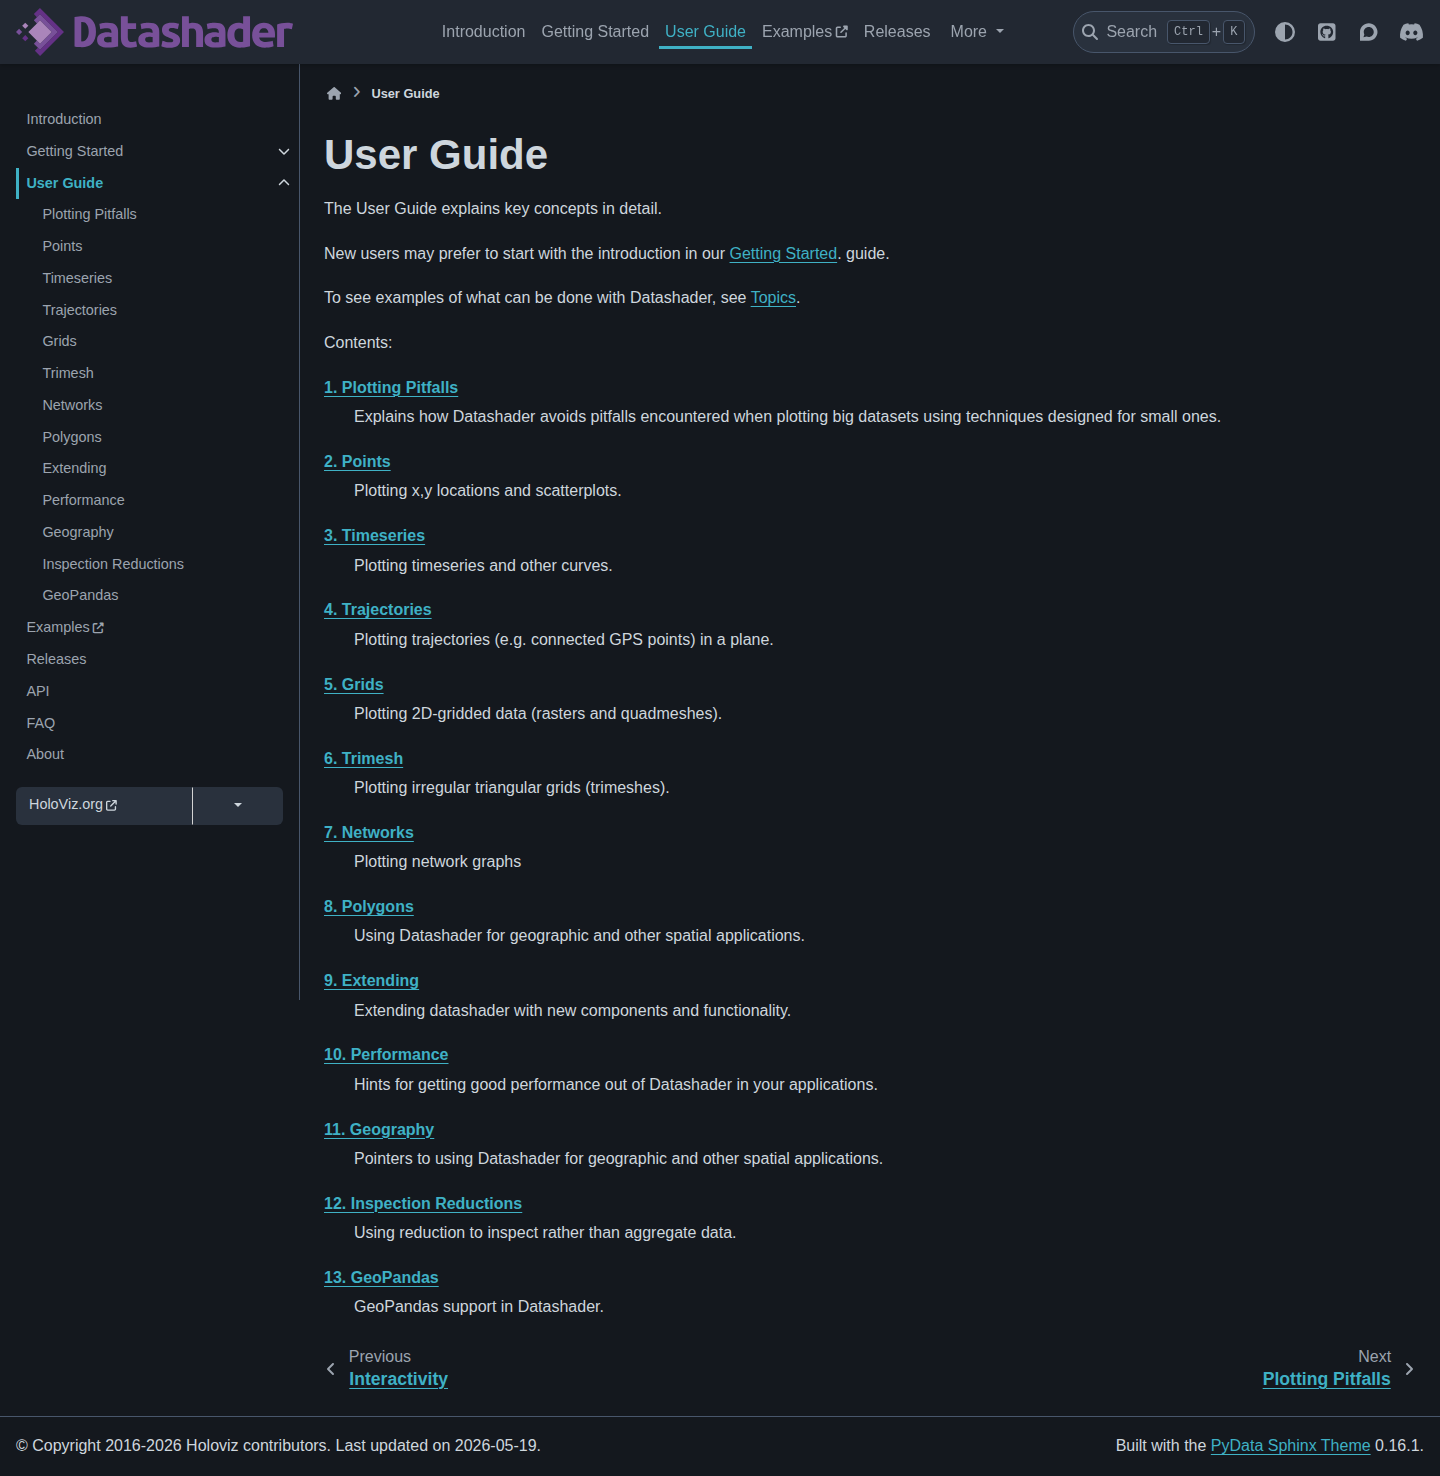 Datashader
Introduction Getting Started User Guide Examples Releases More
Search Ctrl + K
Introduction
Getting Started
User Guide
Plotting Pitfalls
Points
Timeseries
Trajectories
Grids
Trimesh
Networks
Polygons
Extending
Performance
Geography
Inspection Reductions
GeoPandas
Examples
Releases
API
FAQ
About
HoloViz.org
User Guide
User Guide
The User Guide explains key concepts in detail.
New users may prefer to start with the introduction in our Getting Started. guide.
To see examples of what can be done with Datashader, see Topics.
Contents:
1. Plotting Pitfalls
Explains how Datashader avoids pitfalls encountered when plotting big datasets using techniques designed for small ones.
2. Points
Plotting x,y locations and scatterplots.
3. Timeseries
Plotting timeseries and other curves.
4. Trajectories
Plotting trajectories (e.g. connected GPS points) in a plane.
5. Grids
Plotting 2D-gridded data (rasters and quadmeshes).
6. Trimesh
Plotting irregular triangular grids (trimeshes).
7. Networks
Plotting network graphs
8. Polygons
Using Datashader for geographic and other spatial applications.
9. Extending
Extending datashader with new components and functionality.
10. Performance
Hints for getting good performance out of Datashader in your applications.
11. Geography
Pointers to using Datashader for geographic and other spatial applications.
12. Inspection Reductions
Using reduction to inspect rather than aggregate data.
13. GeoPandas
GeoPandas support in Datashader.
Previous
Interactivity
Next
Plotting Pitfalls
© Copyright 2016-2026 Holoviz contributors. Last updated on 2026-05-19.
Built with the PyData Sphinx Theme 0.16.1.